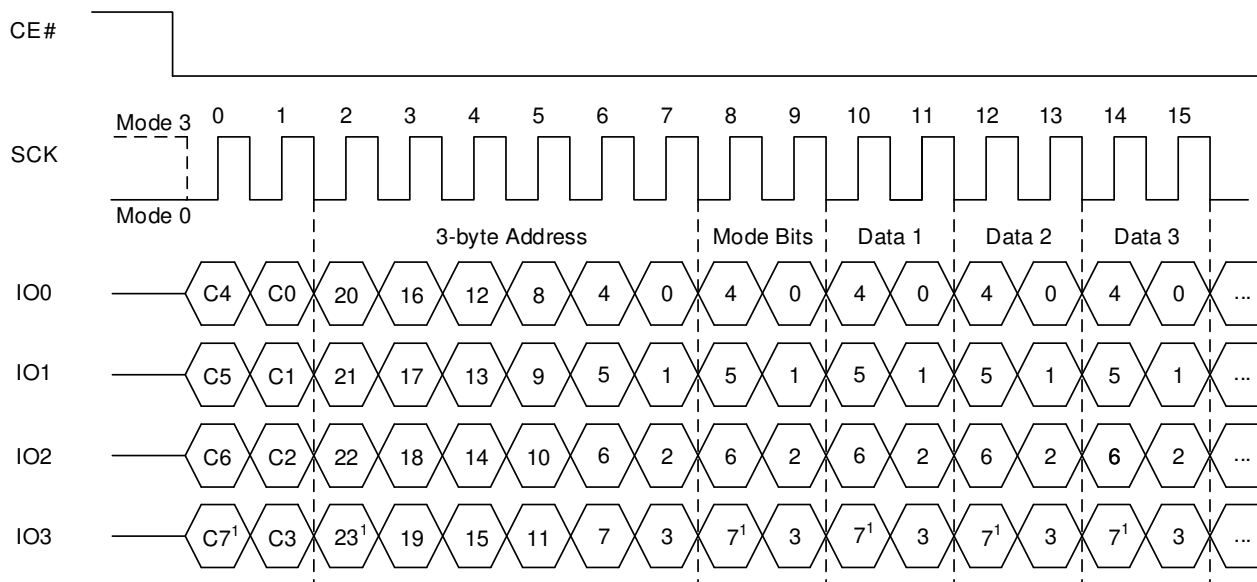 CE#
Mode 3 0 1 2 3 4 5 6 7 8 9 10 11 12 13 14 15
SCK
Mode 0
3-byte Address Mode Bits Data 1 Data 2 Data 3
IO0 C4 C0 20 16 12 8 4 0 4 0 4 0 4 0 4 0 ...
IO1 C5 C1 21 17 13 9 5 1 5 1 5 1 5 1 5 1 ...
IO2 C6 C2 22 18 14 10 6 2 6 2 6 2 6 2 6 2 ...
IO3 C7¹ C3 23¹ 19 15 11 7 3 7¹ 3 7¹ 3 7¹ 3 7¹ 3 ...